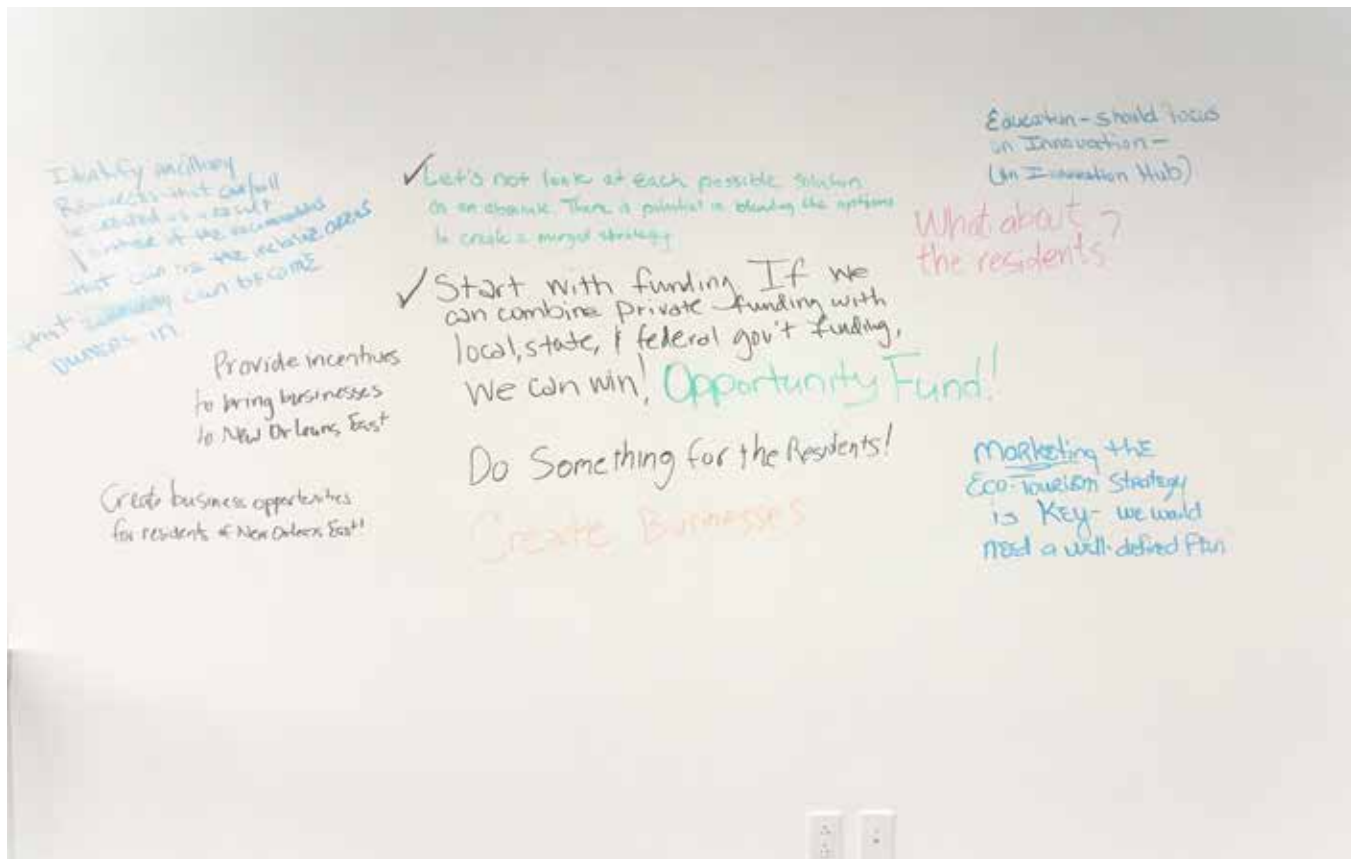 Identify ancillary
Resources that can/will
be created as a result
of the recommendations
that can be the inclusive areas
that can become
owners in
Provide incentives
to bring businesses
to New Orleans East
Create business opportunities
for residents of New Orleans East!
✓ Let's not look at each possible solution
as an absolute. There is potential in blending the options
to create a merged strategy
✓ Start with funding If we
can combine private funding with
local, state, & federal gov't funding,
We can win! Opportunity Fund!
Do Something for the Residents!
Create Businesses
Education - should focus
on Innovation -
(an Innovation Hub)
What about
the residents?
Marketing the
Eco-Tourism Strategy
is Key - we would
need a well-defined Plan